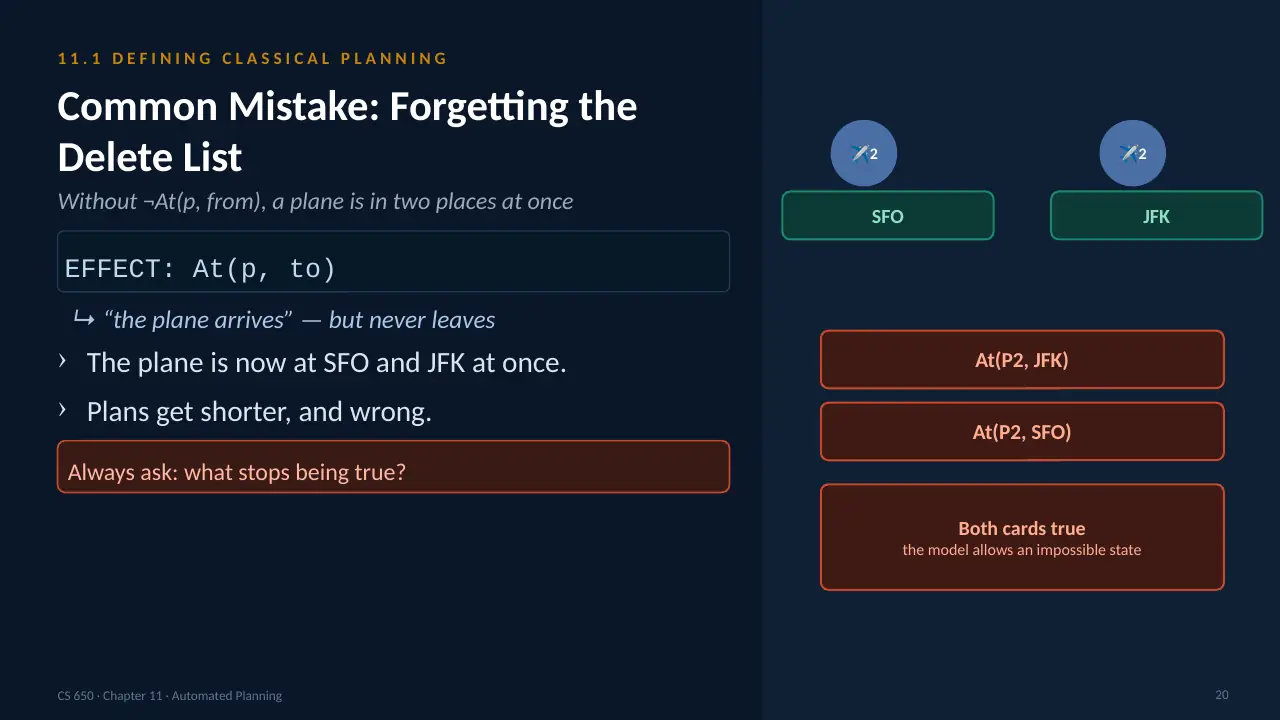 11.1 DEFINING CLASSICAL PLANNING
Common Mistake: Forgetting the
Delete List
Without ¬At(p, from), a plane is in two places at once
EFFECT: At(p, to)
↳ “the plane arrives” — but never leaves
› The plane is now at SFO and JFK at once.
› Plans get shorter, and wrong.
Always ask: what stops being true?
✈️2
✈️2
SFO
JFK
At(P2, JFK)
At(P2, SFO)
Both cards true
the model allows an impossible state
CS 650 · Chapter 11 · Automated Planning
20